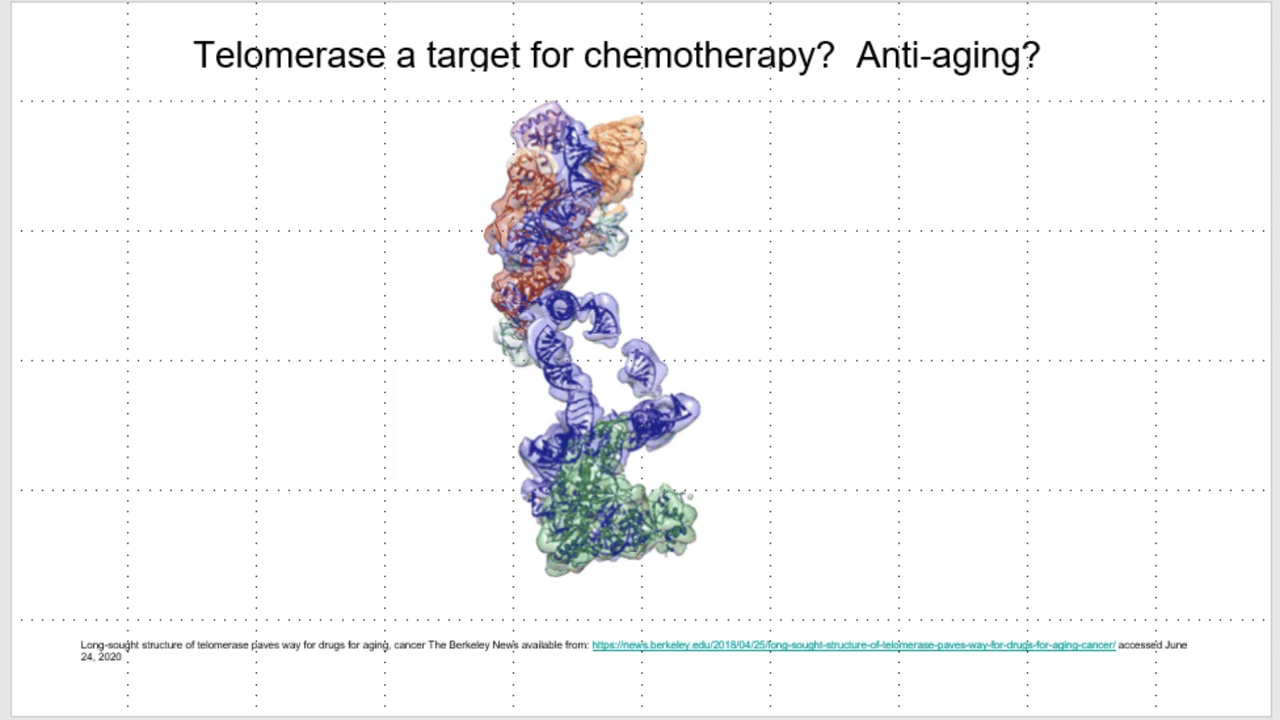 Telomerase a target for chemotherapy?  Anti-aging?
Long-sought structure of telomerase paves way for drugs for aging, cancer The Berkeley News available from: https://news.berkeley.edu/2018/04/25/long-sought-structure-of-telomerase-paves-way-for-drugs-for-aging-cancer/ accessed June
24, 2020